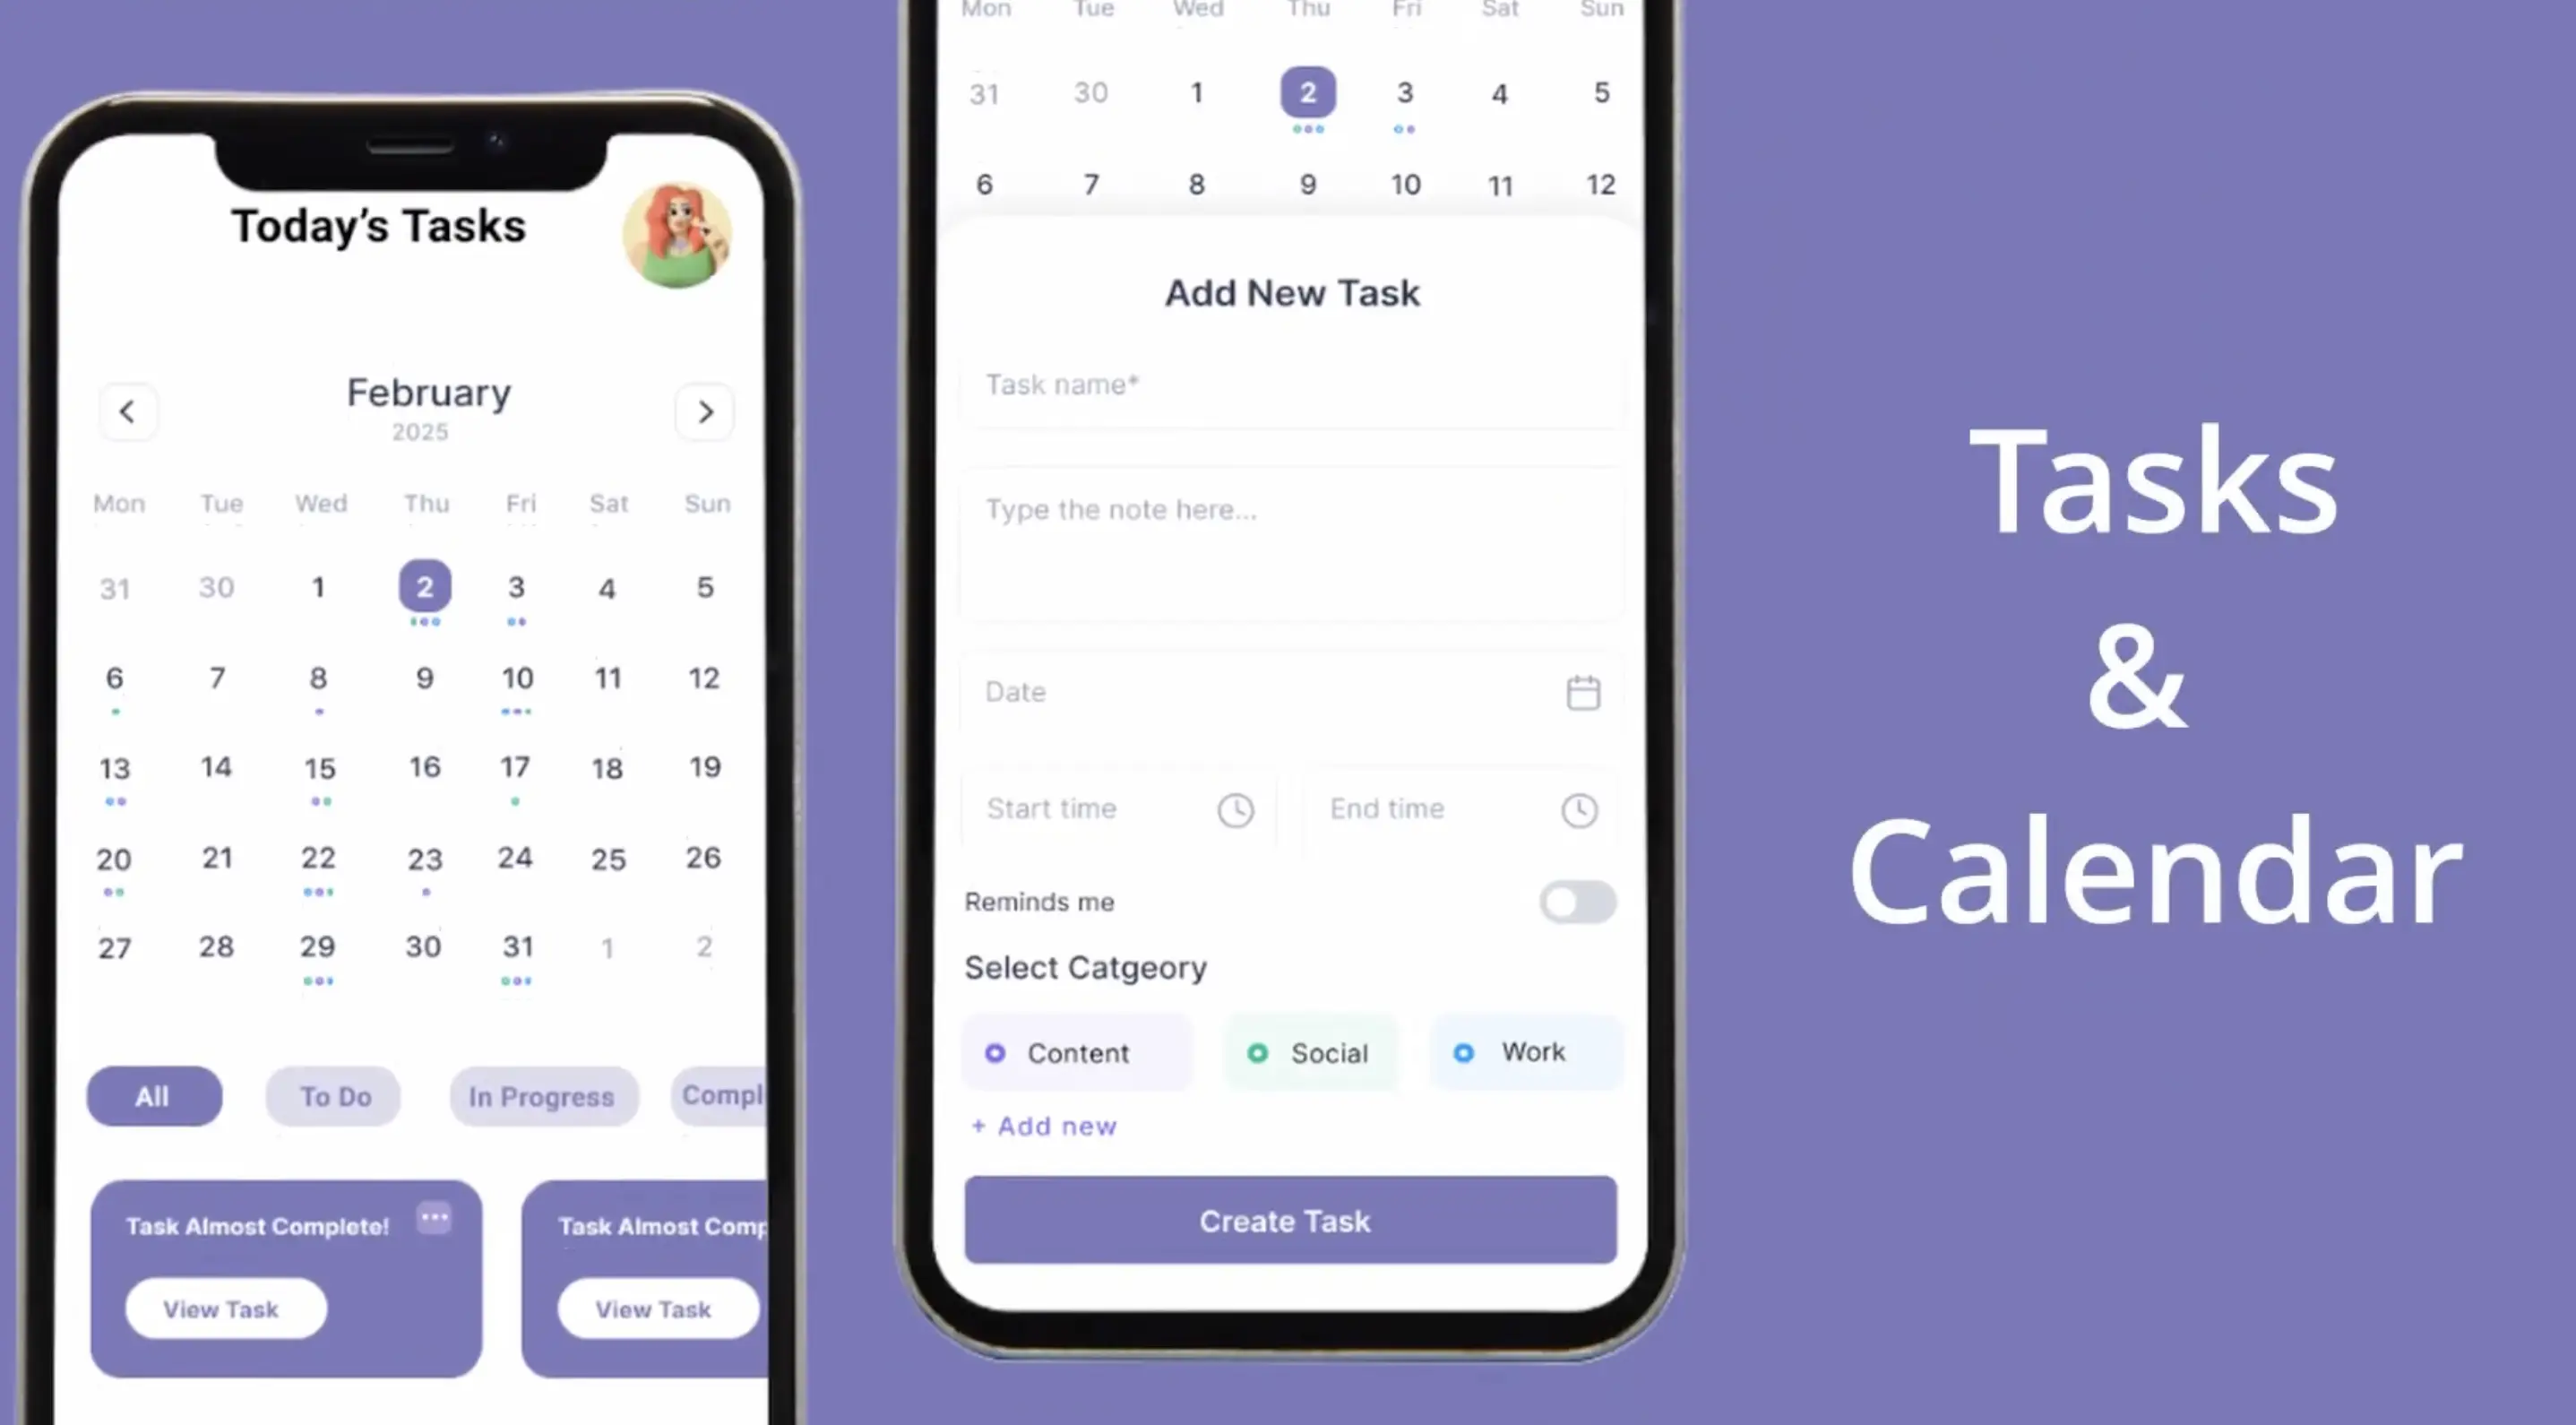 Today's Tasks
February
2025
Mon Tue Wed Thu Fri Sat Sun
31 30 1 2 3 4 5
6 7 8 9 10 11 12
13 14 15 16 17 18 19
20 21 22 23 24 25 26
27 28 29 30 31 1 2
All To Do In Progress Compl
Task Almost Complete! Task Almost Comp
View Task View Task
Mon Tue Wed Thu Fri Sat Sun
31 30 1 2 3 4 5
6 7 8 9 10 11 12
Add New Task
Task name*
Type the note here...
Date
Start time End time
Reminds me
Select Catgeory
Content Social Work
+ Add new
Create Task
Tasks
&
Calendar